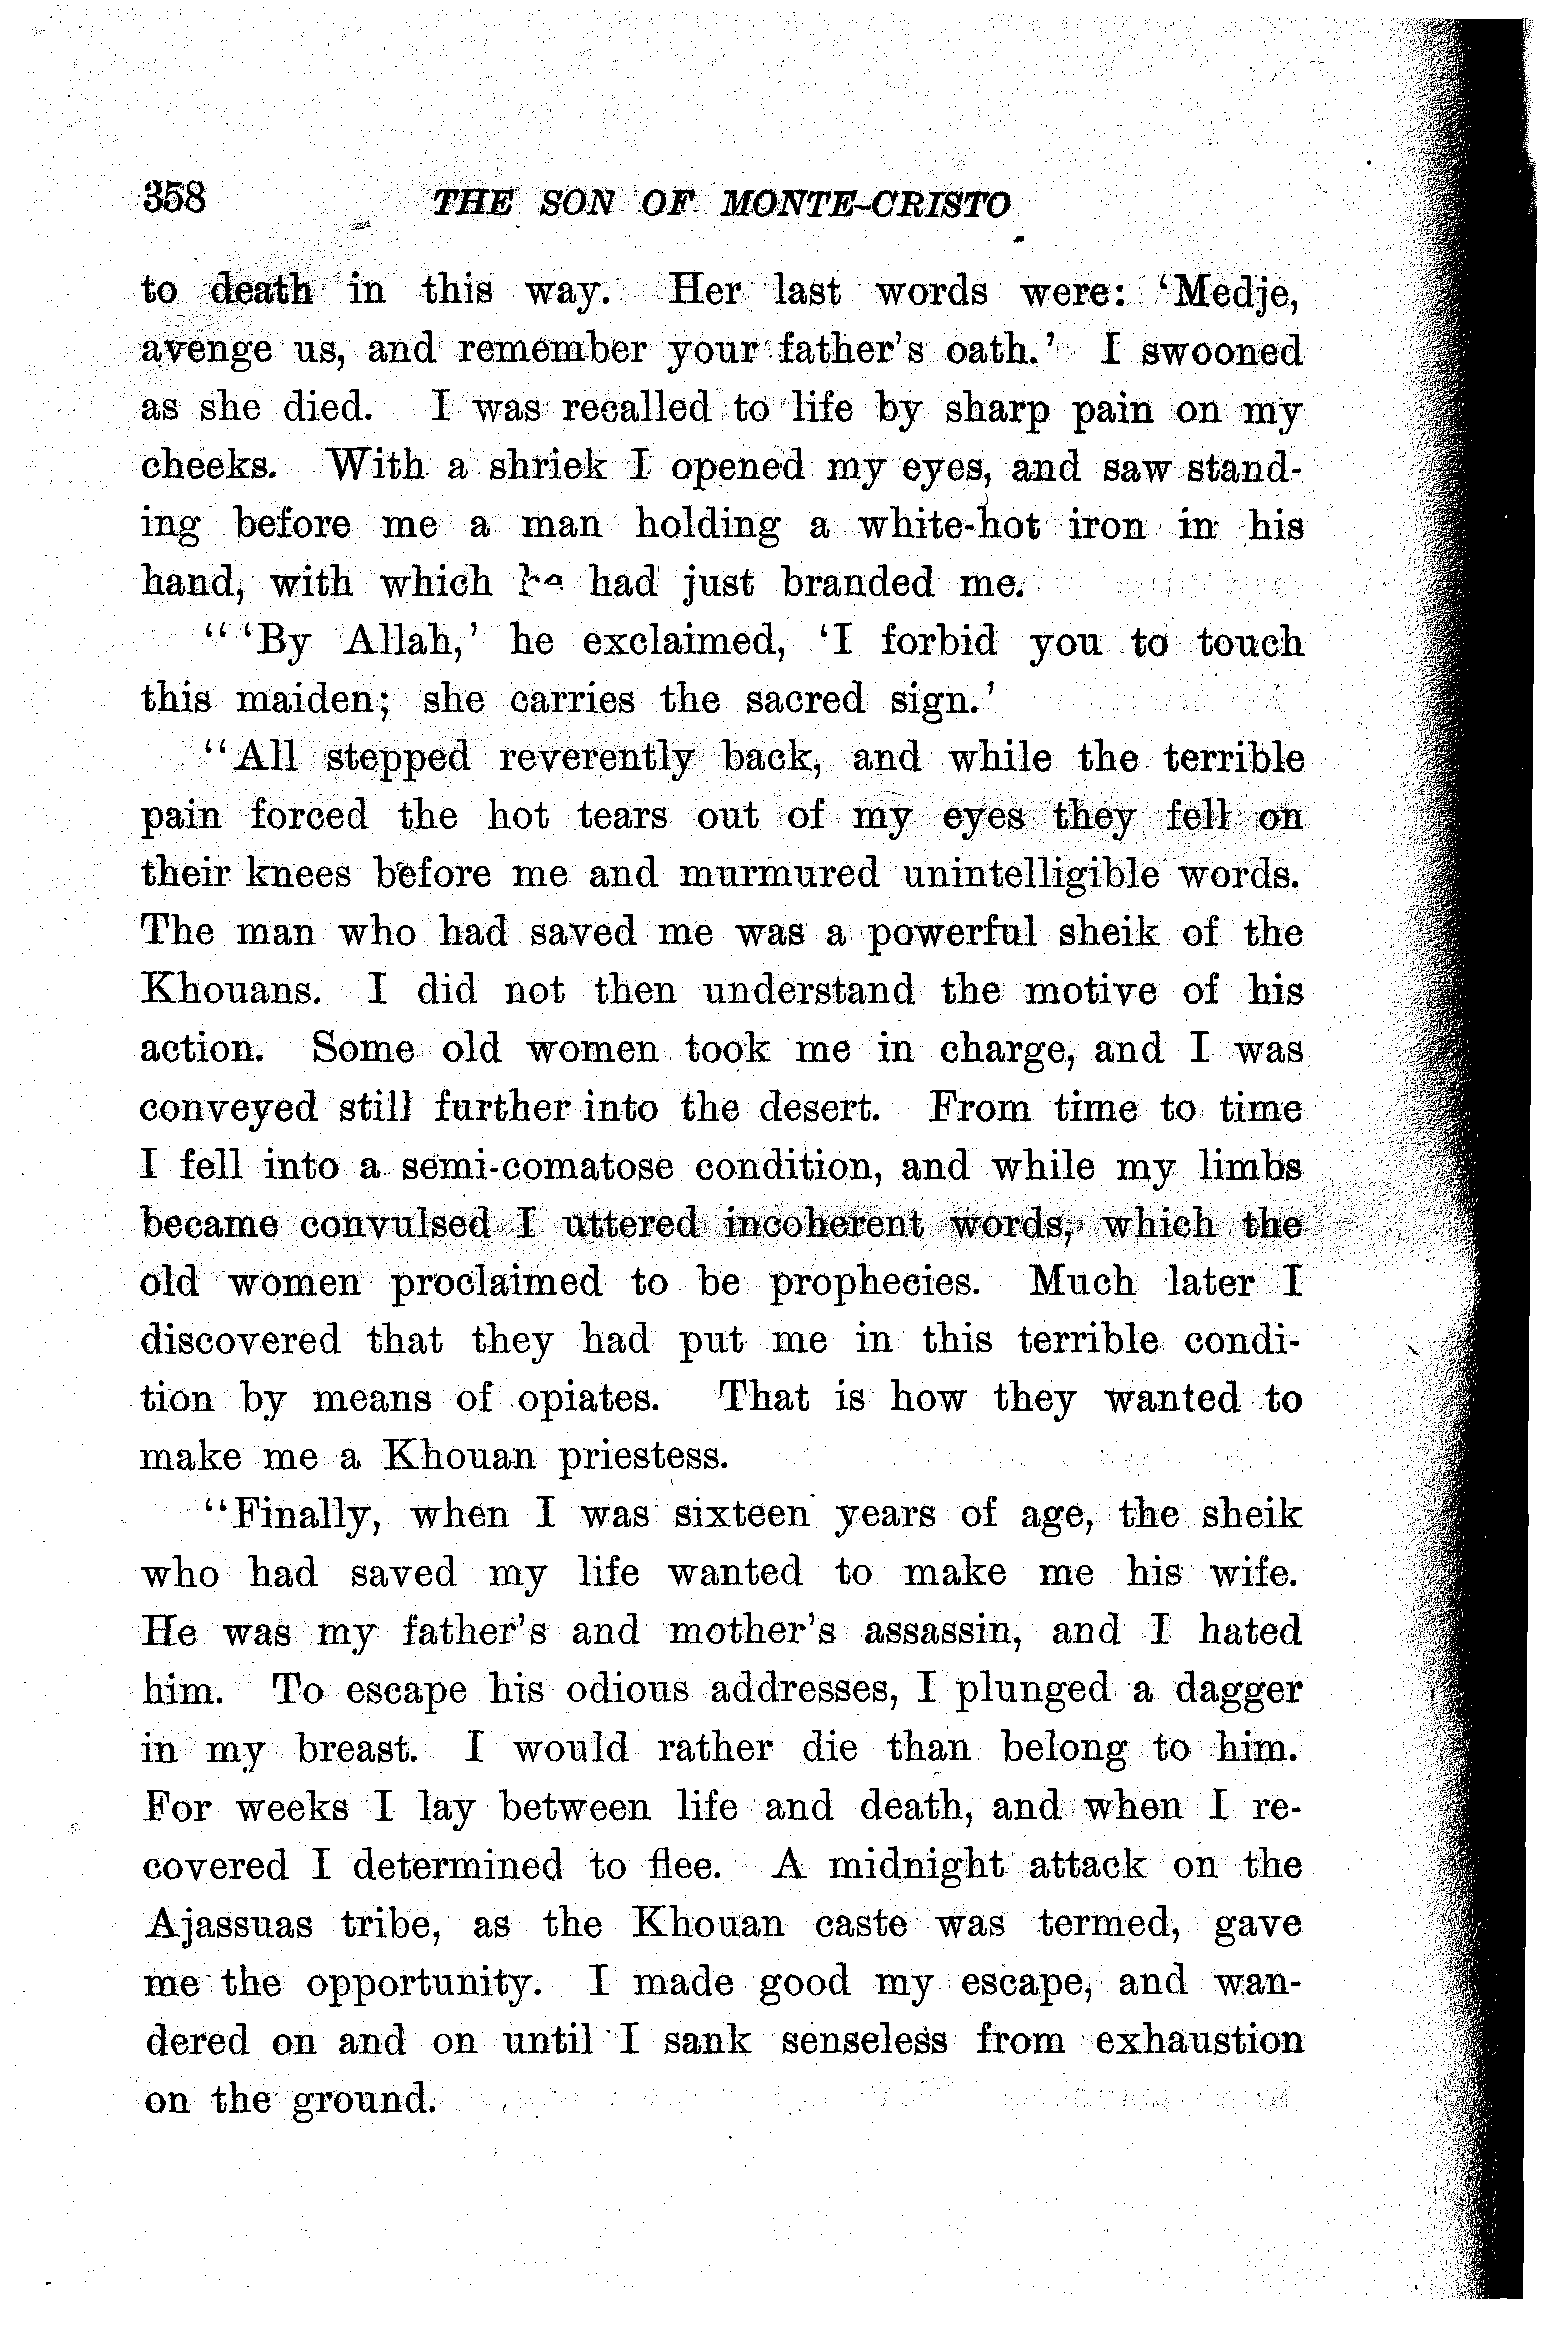 358 THE SON OF MONTE-CRISTO
to death in this way. Her last words were: ‘Medje,
avenge us, and remember your father’s oath.’ I swooned
as she died. I was recalled to life by sharp pain on my
cheeks. With a shriek I opened my eyes, and saw stand-
ing before me a man holding a white-hot iron in his
hand, with which he had just branded me.
“‘By Allah,’ he exclaimed, ‘I forbid you to touch
this maiden; she carries the sacred sign.’
“All stepped reverently back, and while the terrible
pain forced the hot tears out of my eyes they fell on
their knees before me and murmured unintelligible words.
The man who had saved me was a powerful sheik of the
Khouans. I did not then understand the motive of his
action. Some old women took me in charge, and I was
conveyed still further into the desert. From time to time
I fell into a semi-comatose condition, and while my limbs
became convulsed I uttered incoherent words, which the
old women proclaimed to be prophecies. Much later I
discovered that they had put me in this terrible condi-
tion by means of opiates. That is how they wanted to
make me a Khouan priestess.
“Finally, when I was sixteen years of age, the sheik
who had saved my life wanted to make me his wife.
He was my father’s and mother’s assassin, and I hated
him. To escape his odious addresses, I plunged a dagger
in my breast. I would rather die than belong to him.
For weeks I lay between life and death, and when I re-
covered I determined to flee. A midnight attack on the
Ajassuas tribe, as the Khouan caste was termed, gave
me the opportunity. I made good my escape, and wan-
dered on and on until I sank senseless from exhaustion
on the ground.